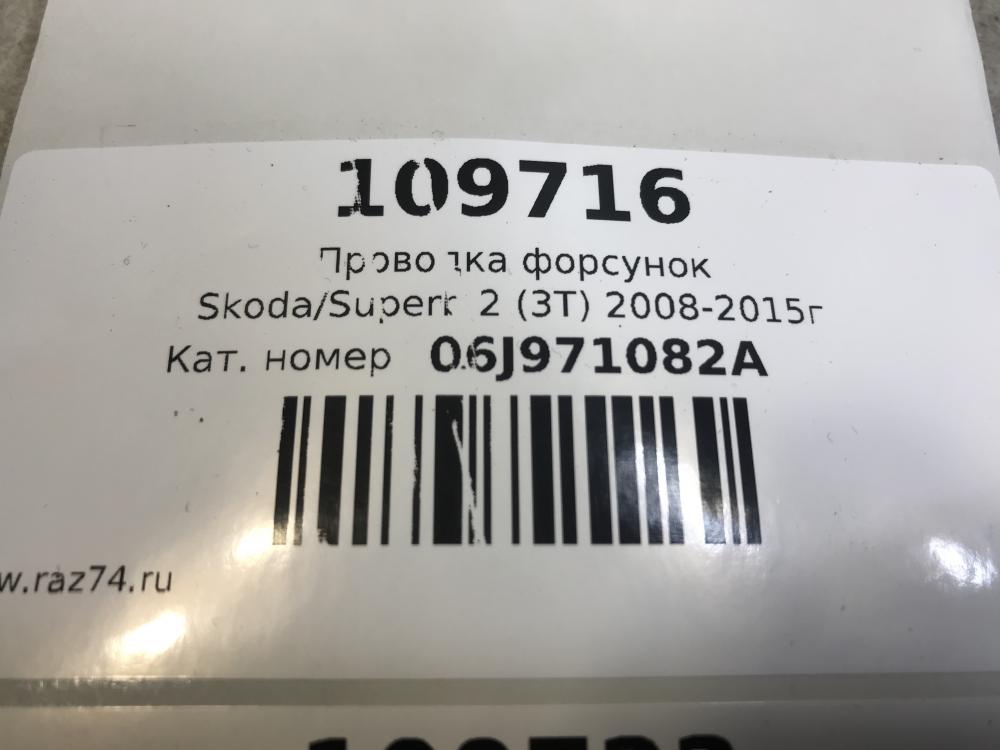 109716
Проводка форсунок
Skoda/Superb 2 (3T) 2008-2015г
Кат. номер 06J971082A
w.raz74.ru